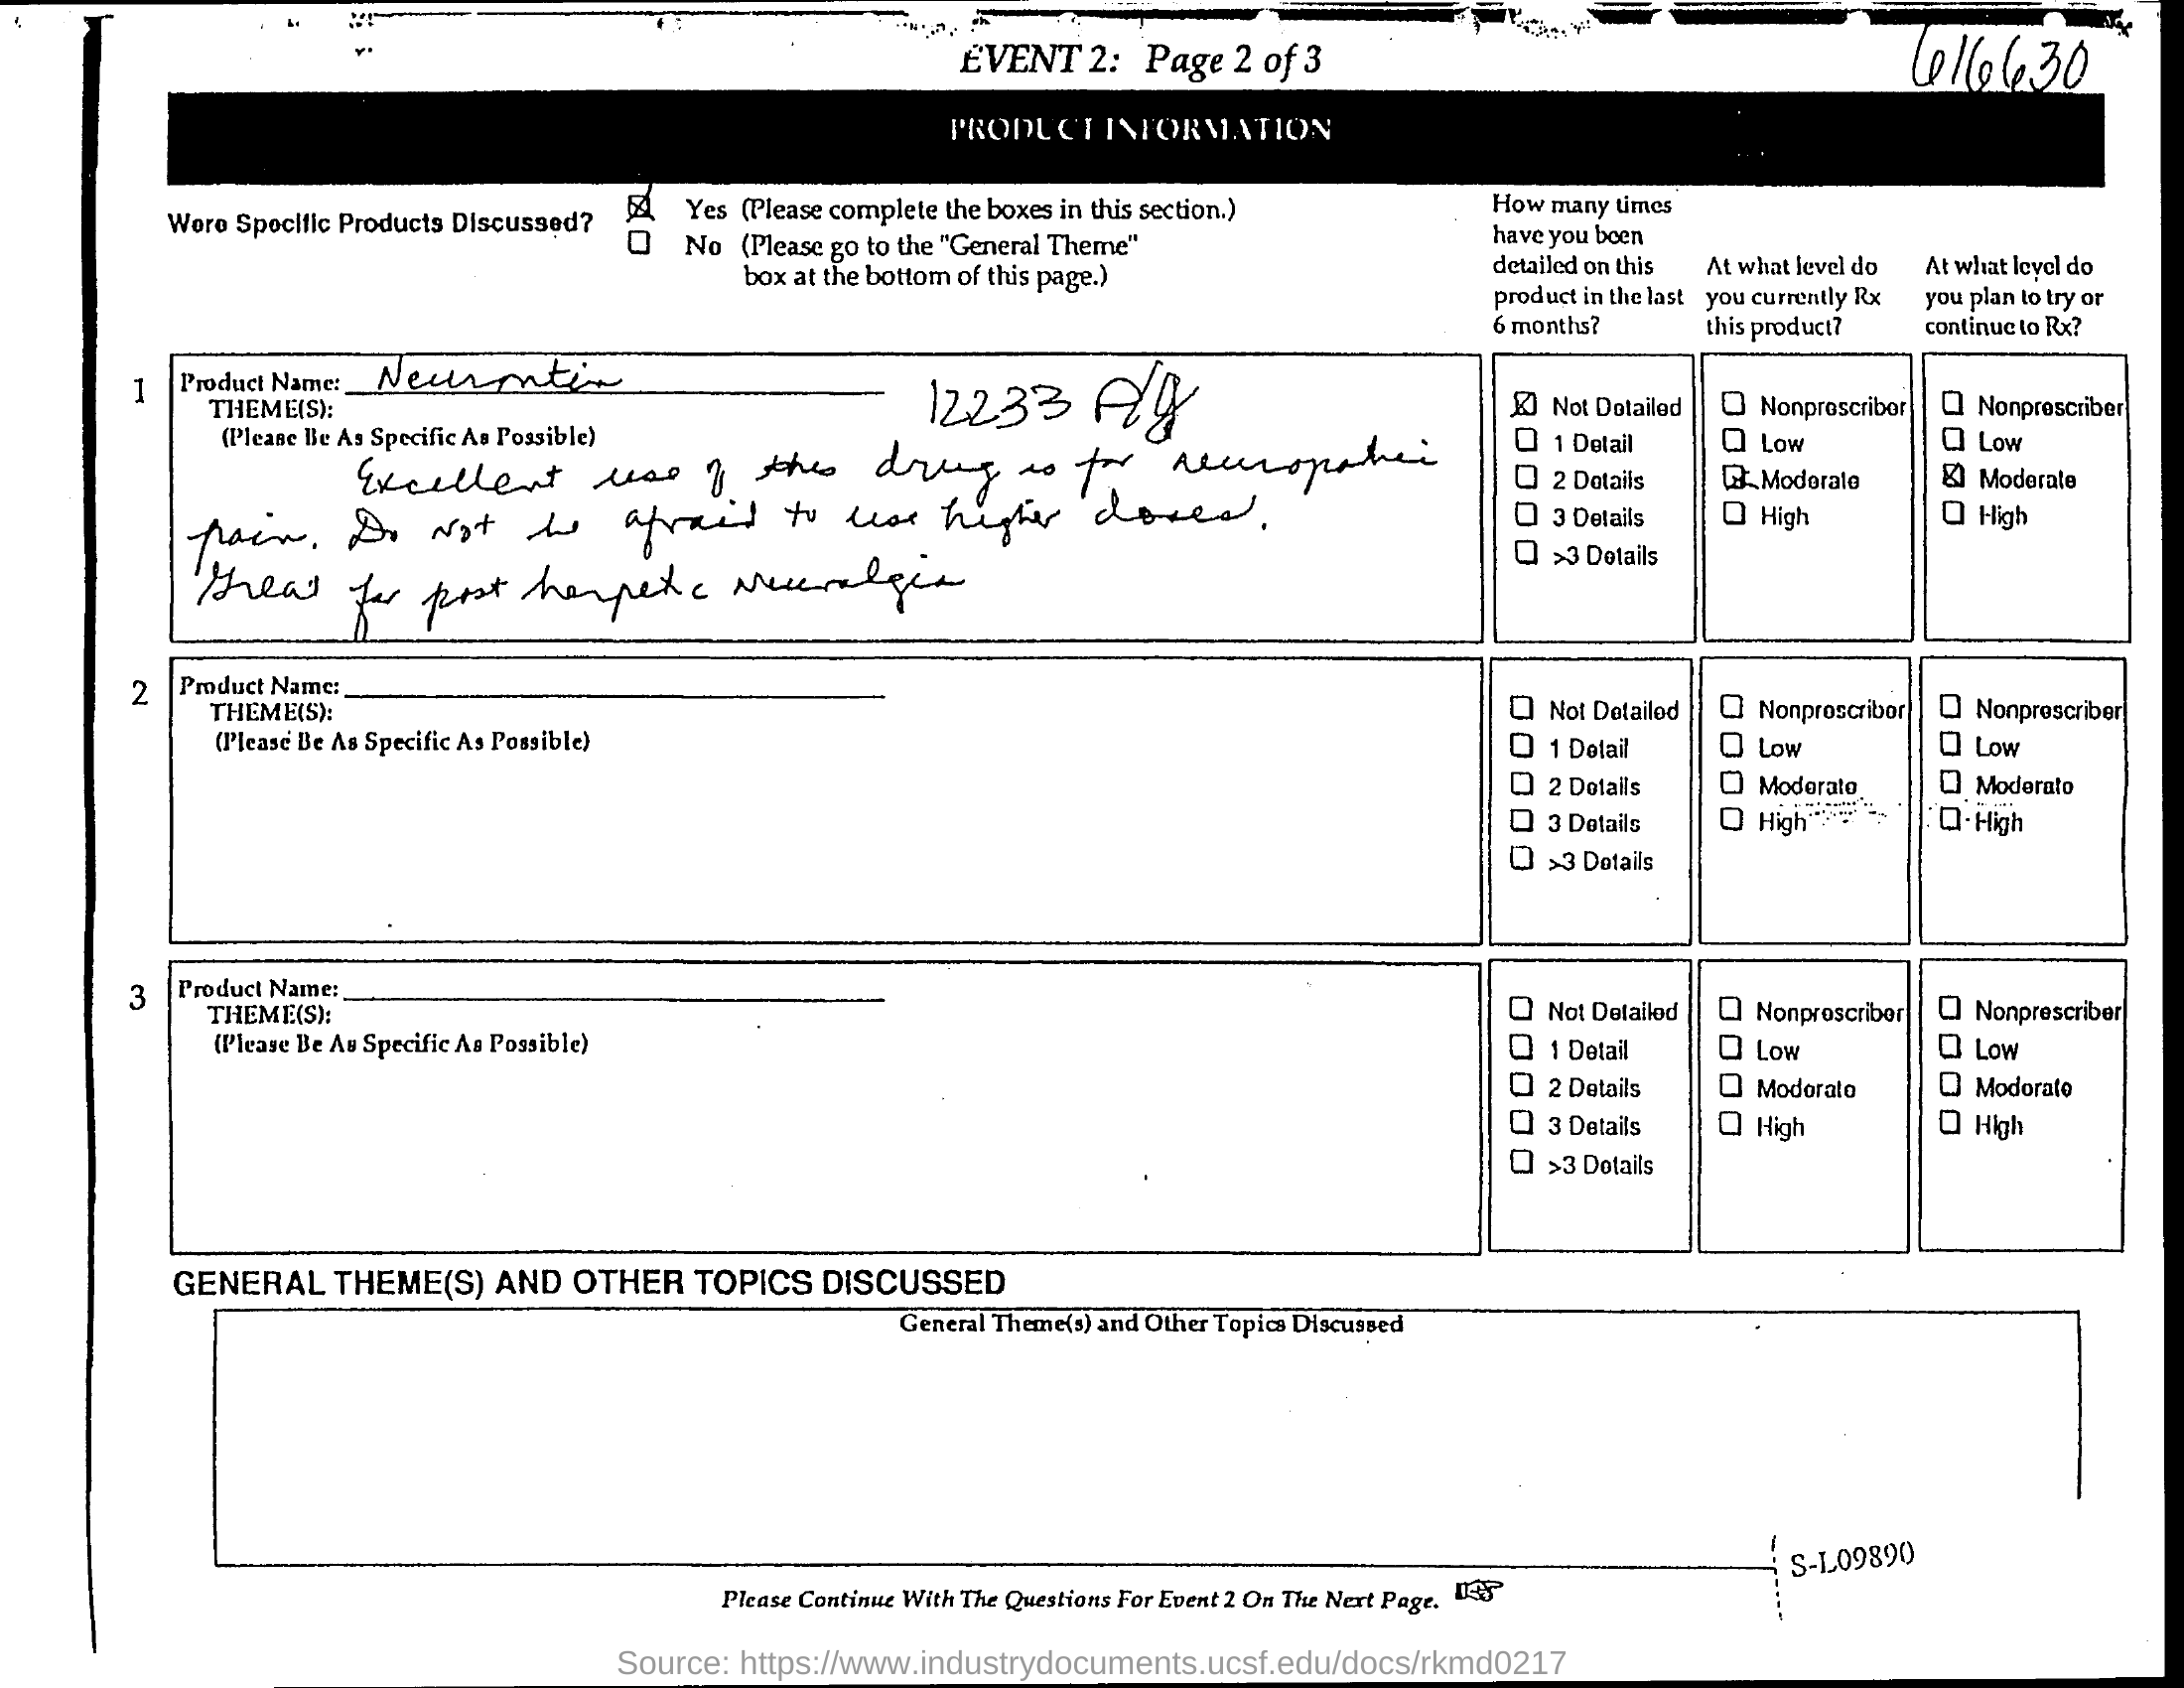 EVENT 2: Page 2 of 3
616630
PRODUCT INFORMATION
Were Specific Products Discussed?
Yes (Please complete the boxes in this section.)
No (Please go to the "General Theme"
box at the bottom of this page.)
How many times
have you been
detailed on this
product in the last
6 months?
At what level do
you currently Rx
this product?
At what level do
you plan to try or
continue to Rx?
1
Product Name: Neurontin
12233
THEME(S):
(Please Be As Specific As Possible)
Excellent use of this drug is for neuropathic
pain. Do Not be afraid to use higher doses.
Great for post herpetic Neuralgia
Not Detailed
1 Detail
2 Details
3 Details
>3 Details
Nonprescriber
Low
Moderate
High
Nonprescriber
Low
Moderate
High
2
Product Name:
THEME(S):
(Please Be As Specific As Possible)
Not Detailed
1 Detail
2 Details
3 Details
>3 Details
Nonprescriber
Low
Moderate
High
Nonprescriber
Low
Moderate
High
3
Product Name:
THEME(S):
(Please Be As Specific As Possible)
Not Detailed
1 Detail
2 Details
3 Details
>3 Details
Nonprescriber
Low
Moderate
High
Nonprescriber
Low
Moderate
High
GENERAL THEME(S) AND OTHER TOPICS DISCUSSED
General Theme(s) and Other Topics Discussed
S-L09890
Please Continue With The Questions For Event 2 On The Next Page.
Source: https://www.industrydocuments.ucsf.edu/docs/rkmd0217